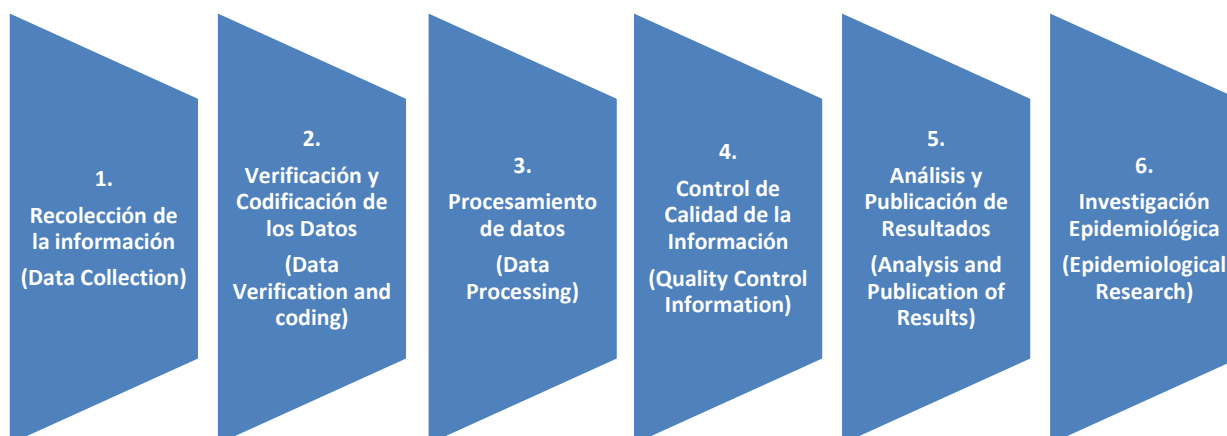 1.
Recolección de
la información
(Data Collection)
2.
Verificación y
Codificación de
los Datos
(Data
Verification and
coding)
3.
Procesamiento
de datos
(Data
Processing)
4.
Control de
Calidad de la
Información
(Quality Control
Information)
5.
Análisis y
Publicación de
Resultados
(Analysis and
Publication of
Results)
6.
Investigación
Epidemiológica
(Epidemiological
Research)